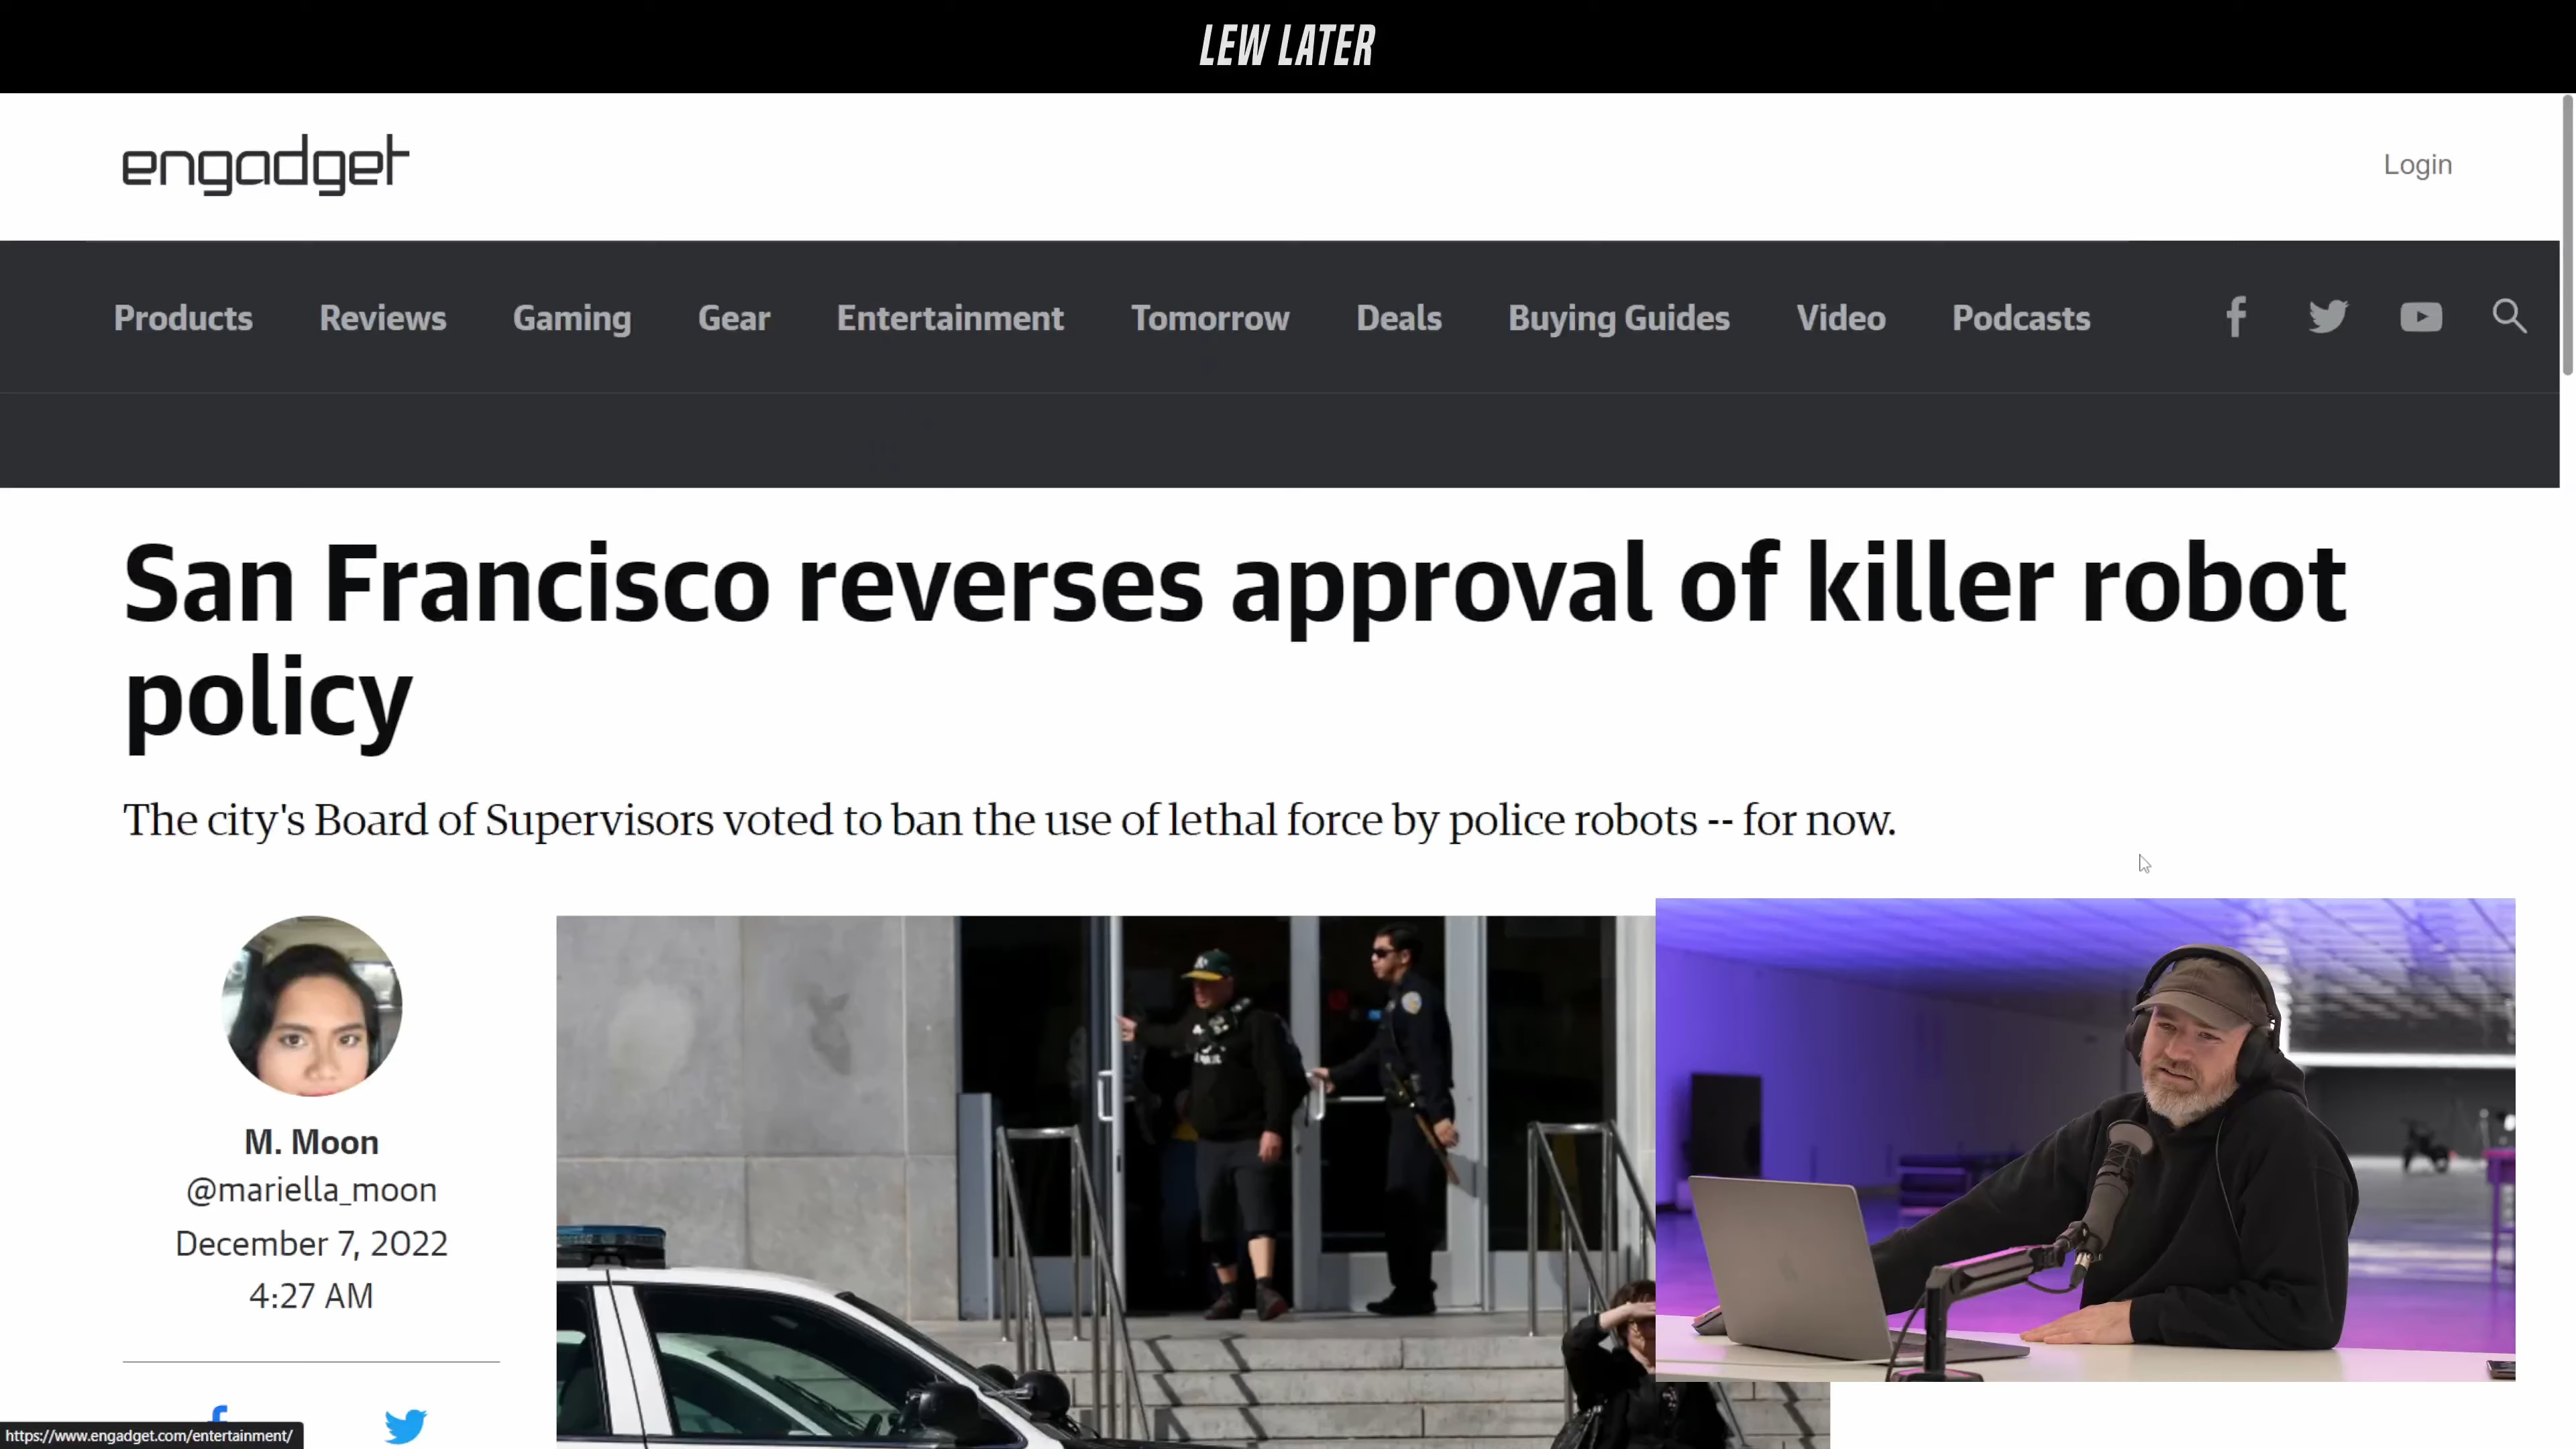 LEW LATER
engadget
Login
Products Reviews Gaming Gear Entertainment Tomorrow Deals Buying Guides Video Podcasts
San Francisco reverses approval of killer robot
policy
The city's Board of Supervisors voted to ban the use of lethal force by police robots -- for now.
M. Moon
@mariella_moon
December 7, 2022
4:27 AM
https://www.engadget.com/entertainment/